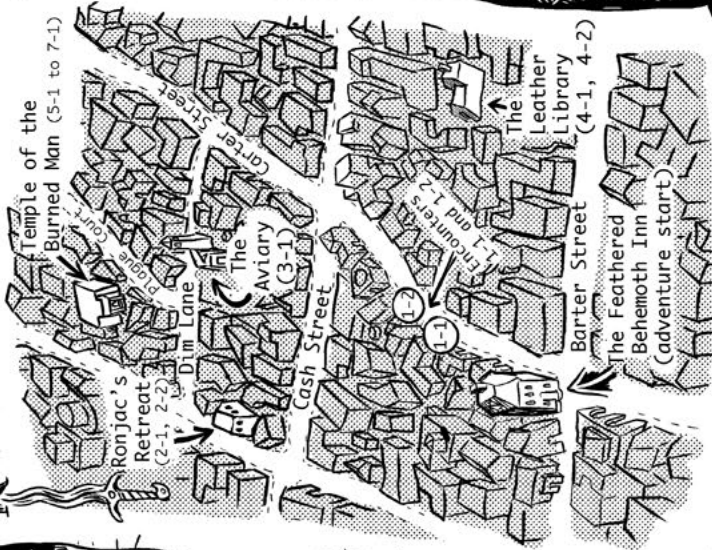 Temple of the
Burned Man (5-1 to 7-1)
Plague Court
Carter Street
Ronjac's
Retreat
(2-1, 2-2)
Dim Lane
The
Aviary
(3-1)
Cash Street
The
Leather
Library
(4-1, 4-2)
Encounters
1-1 and 1-2
1-2
1-1
Barter Street
The Feathered
Behemoth Inn
(adventure start)